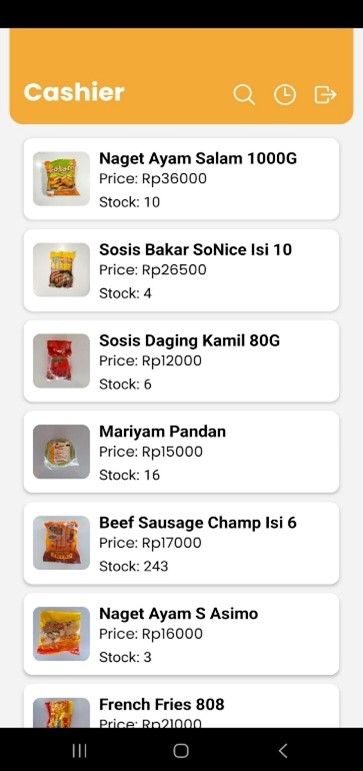 Cashier
Naget Ayam Salam 1000G
Price: Rp36000
Stock: 10
Sosis Bakar SoNice Isi 10
Price: Rp26500
Stock: 4
Sosis Daging Kamil 80G
Price: Rp12000
Stock: 6
Mariyam Pandan
Price: Rp15000
Stock: 16
Beef Sausage Champ Isi 6
Price: Rp17000
Stock: 243
Naget Ayam S Asimo
Price: Rp16000
Stock: 3
French Fries 808
Price: Rp21000